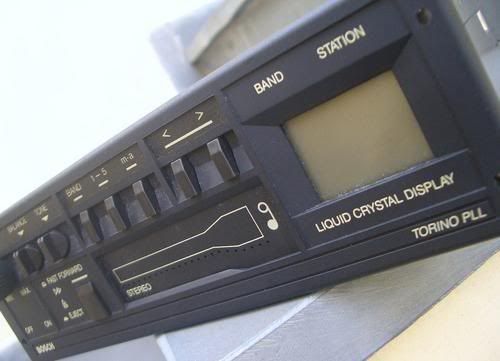 BAND STATION
< >
BAND 1-5 m-a
BALANCE TONE
LIQUID CRYSTAL DISPLAY
TORINO PLL
STEREO
FAST FORWARD
MAX.
EJECT
OFF ON
BOSCH